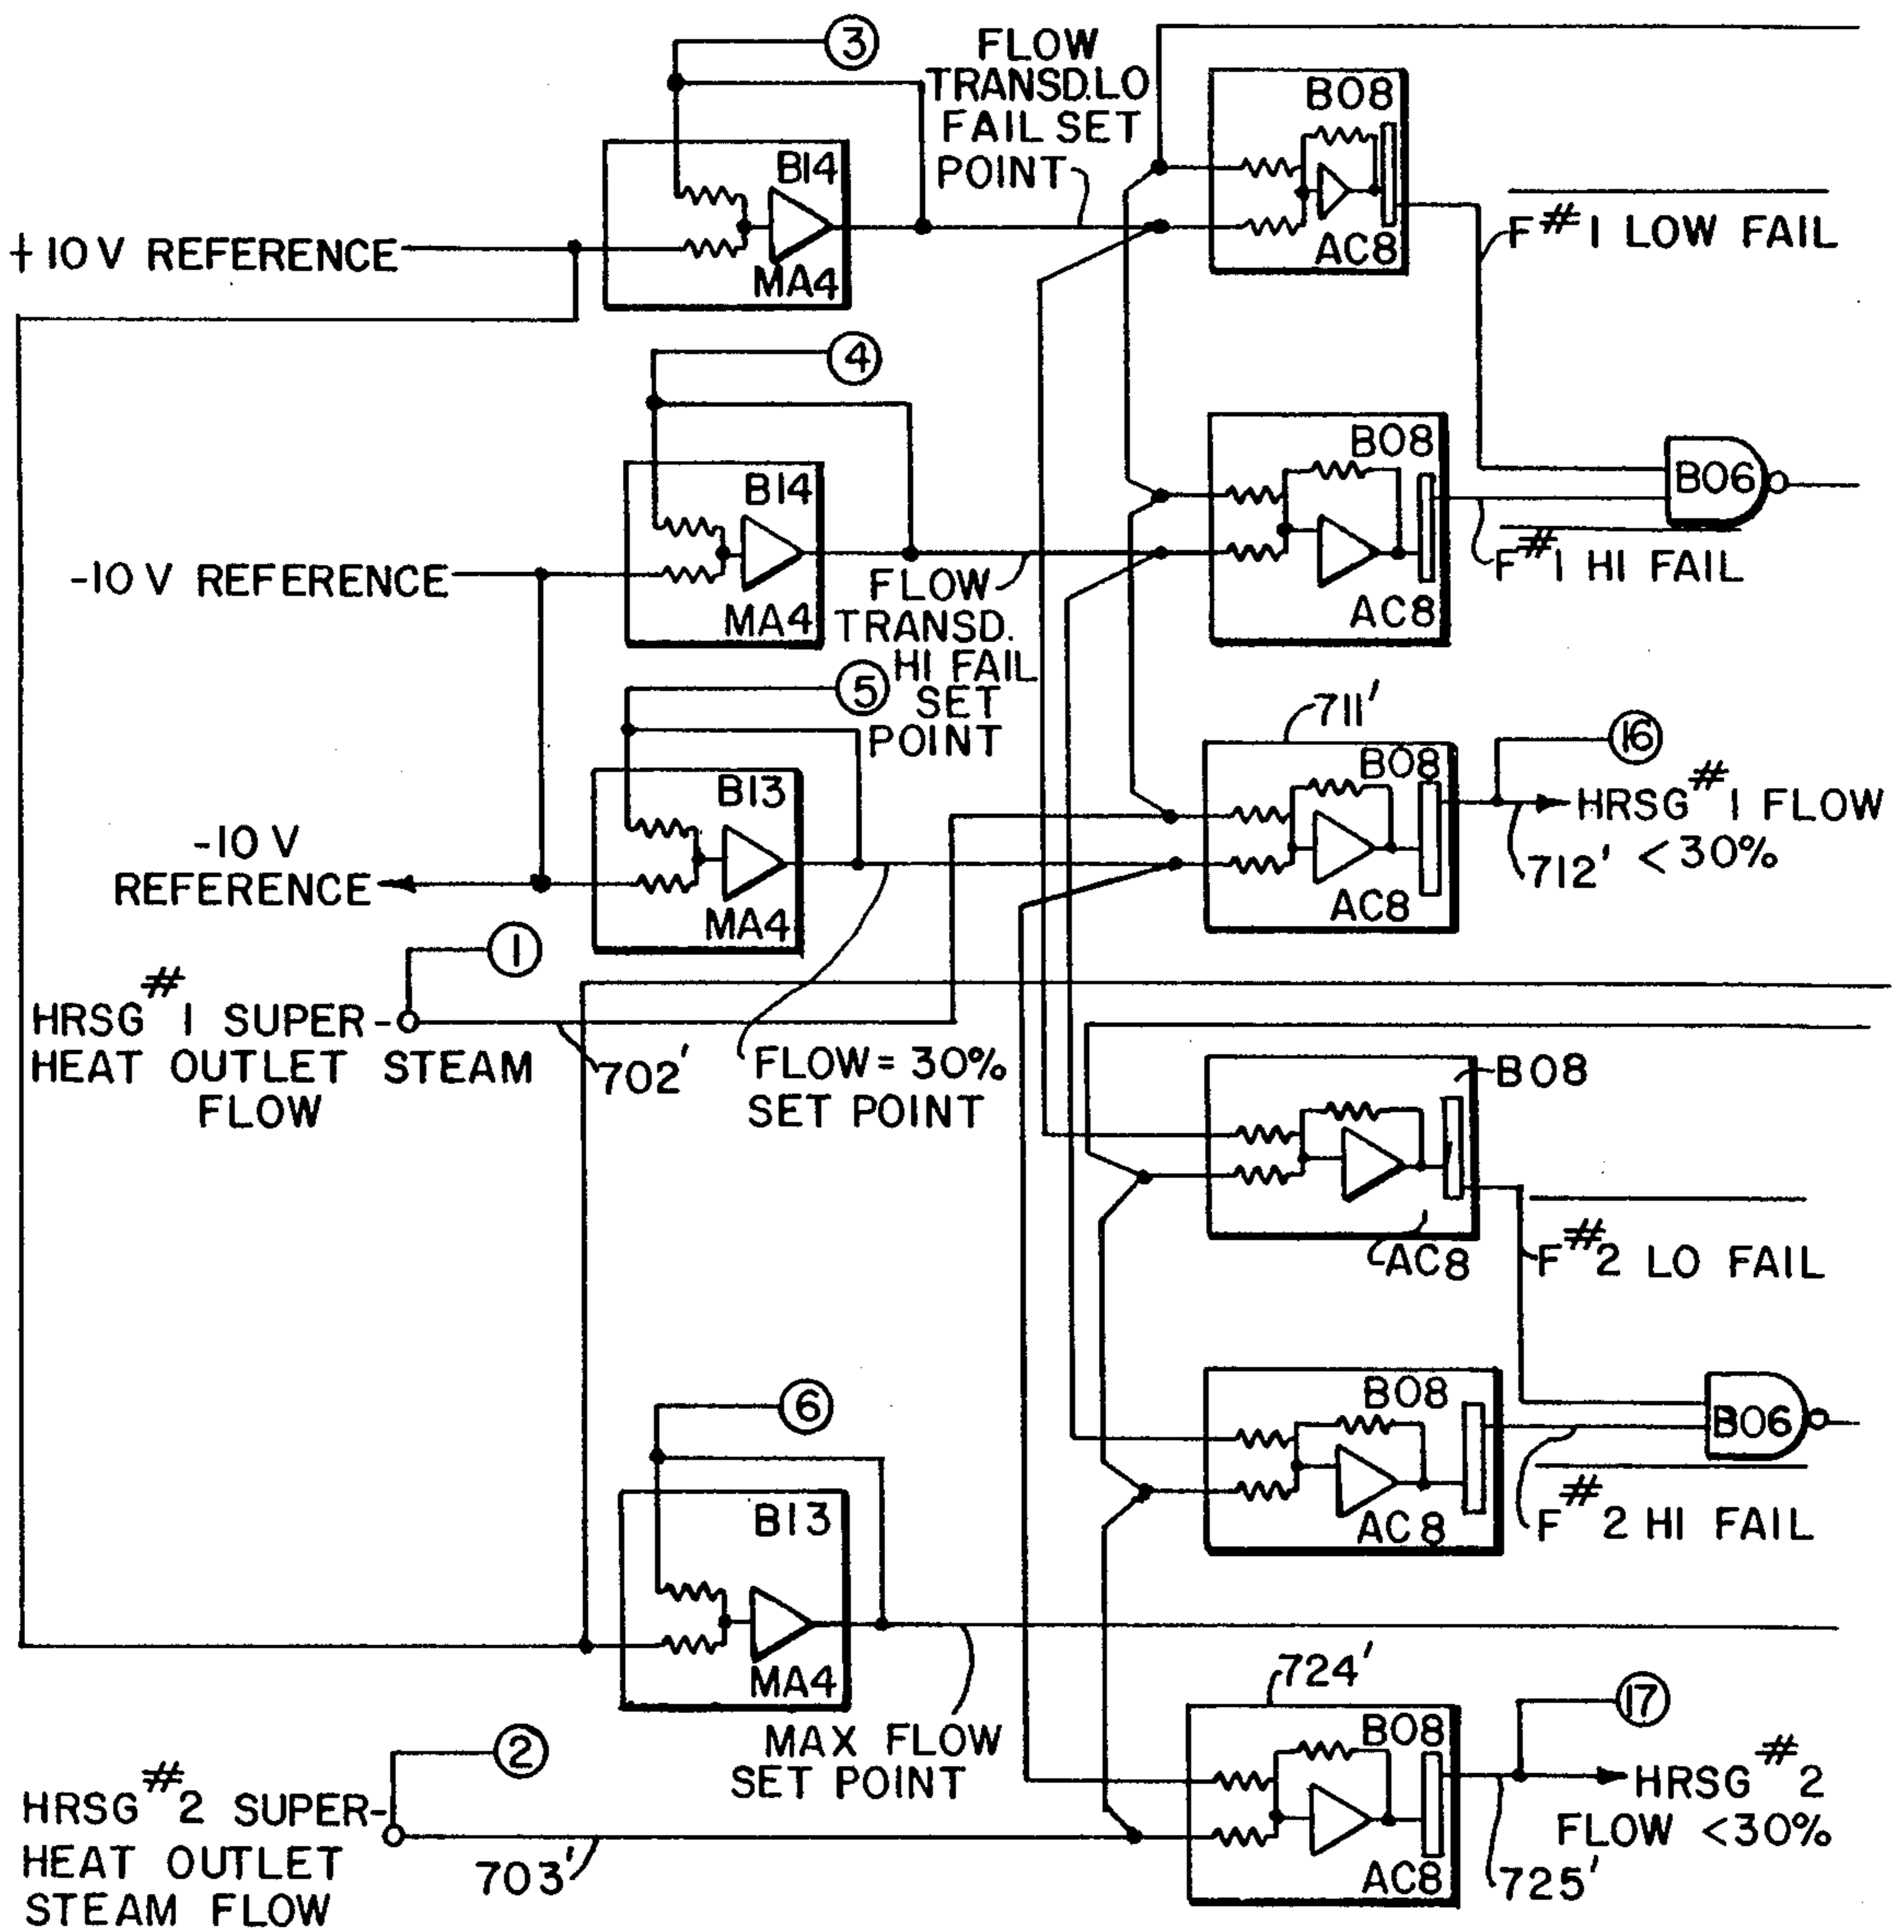 3
FLOW
TRANSD. LO
FAIL SET
POINT
B08
AC8
B14
MA4
+10V REFERENCE
F#1 LOW FAIL
4
B14
MA4
-10V REFERENCE
FLOW
TRANSD.
HI FAIL
SET
POINT
B08
AC8
B06
F#1 HI FAIL
5
B13
MA4
-10V
REFERENCE
711'
B08
AC8
16
HRSG#1 FLOW
<30%
712'
1
HRSG#1 SUPER-
HEAT OUTLET STEAM
FLOW
702'
FLOW=30%
SET POINT
B08
AC8
F#2 LO FAIL
6
B13
MA4
B08
AC8
B06
F#2 HI FAIL
MAX FLOW
SET POINT
724'
B08
AC8
17
HRSG#2
FLOW <30%
725'
2
HRSG#2 SUPER-
HEAT OUTLET
STEAM FLOW
703'